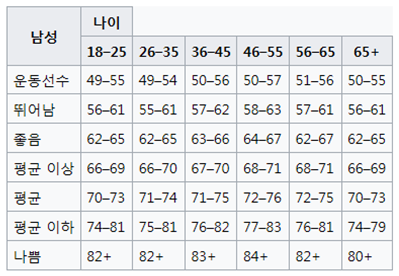 남성 나이
18–25 26–35 36–45 46–55 56–65 65+
운동선수 49–55 49–54 50–56 50–57 51–56 50–55
뛰어남 56–61 55–61 57–62 58–63 57–61 56–61
좋음 62–65 62–65 63–66 64–67 62–67 62–65
평균 이상 66–69 66–70 67–70 68–71 68–71 66–69
평균 70–73 71–74 71–75 72–76 72–75 70–73
평균 이하 74–81 75–81 76–82 77–83 76–81 74–79
나쁨 82+ 82+ 83+ 84+ 82+ 80+